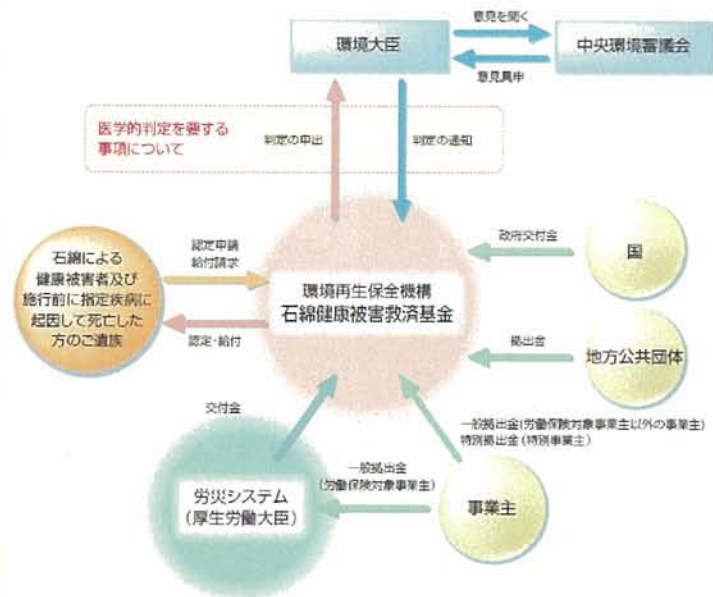 意見を聞く
環境大臣
中央環境審議会
意見具申
医学的判定を要する
事項について
判定の申出
判定の通知
石綿による
健康被害者及び
施行前に指定疾病に
起因して死亡した
方のご遺族
認定申請
給付請求
認定・給付
環境再生保全機構
石綿健康被害救済基金
政府交付金
国
拠出金
地方公共団体
交付金
一般拠出金(労働保険対象事業主以外の事業主)
特別拠出金(特別事業主)
一般拠出金
(労働保険対象事業主)
労災システム
(厚生労働大臣)
事業主